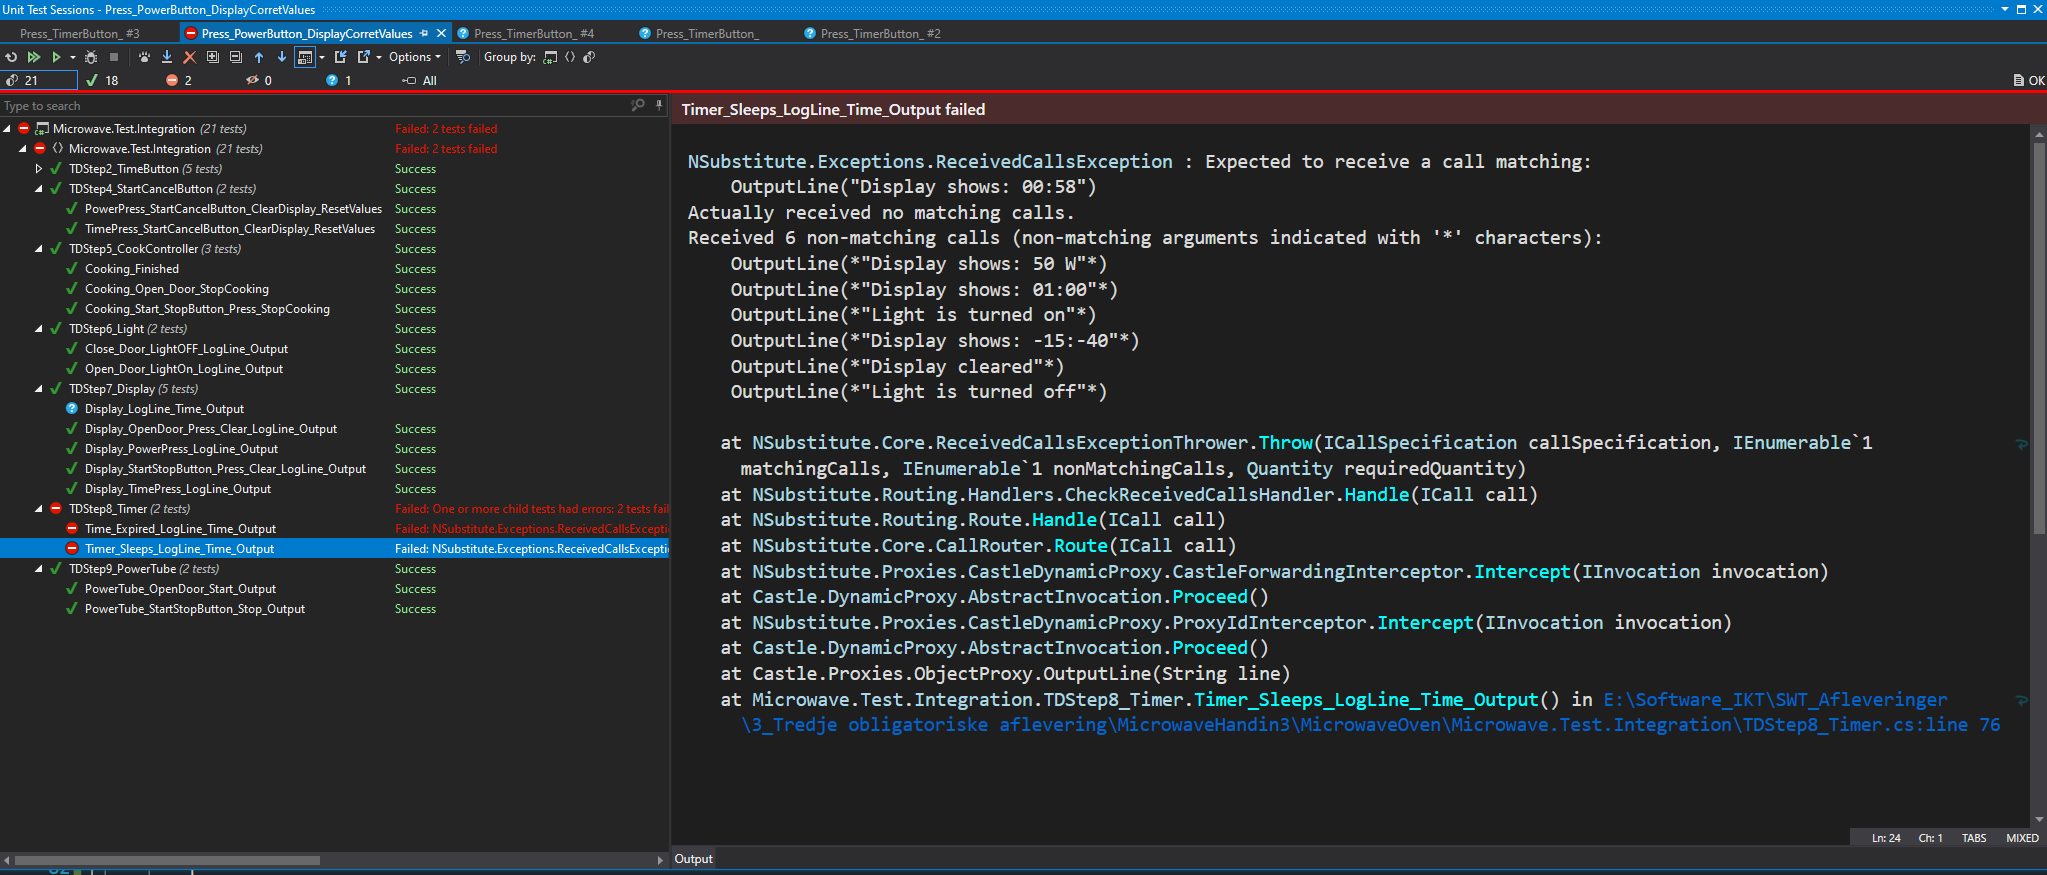 Unit Test Sessions - Press_PowerButton_DisplayCorretValues
Press_TimerButton_ #3
Press_PowerButton_DisplayCorretValues
Press_TimerButton_ #4
Press_TimerButton_
Press_TimerButton_ #2
Options
Group by:
21 18 2 0 1 All
OK
Type to search
Microwave.Test.Integration (21 tests) Failed: 2 tests failed
Microwave.Test.Integration (21 tests) Failed: 2 tests failed
TDStep2_TimeButton (5 tests) Success
TDStep4_StartCancelButton (2 tests) Success
PowerPress_StartCancelButton_ClearDisplay_ResetValues Success
TimePress_StartCancelButton_ClearDisplay_ResetValues Success
TDStep5_CookController (3 tests) Success
Cooking_Finished Success
Cooking_Open_Door_StopCooking Success
Cooking_Start_StopButton_Press_StopCooking Success
TDStep6_Light (2 tests) Success
Close_Door_LightOFF_LogLine_Output Success
Open_Door_LightOn_LogLine_Output Success
TDStep7_Display (5 tests) Success
Display_LogLine_Time_Output
Display_OpenDoor_Press_Clear_LogLine_Output Success
Display_PowerPress_LogLine_Output Success
Display_StartStopButton_Press_Clear_LogLine_Output Success
Display_TimePress_LogLine_Output Success
TDStep8_Timer (2 tests) Failed: One or more child tests had errors: 2 tests fail
Time_Expired_LogLine_Time_Output Failed: NSubstitute.Exceptions.ReceivedCallsExcepti
Timer_Sleeps_LogLine_Time_Output Failed: NSubstitute.Exceptions.ReceivedCallsExcepti
TDStep9_PowerTube (2 tests) Success
PowerTube_OpenDoor_Start_Output Success
PowerTube_StartStopButton_Stop_Output Success
Timer_Sleeps_LogLine_Time_Output failed
NSubstitute.Exceptions.ReceivedCallsException : Expected to receive a call matching:
OutputLine("Display shows: 00:58")
Actually received no matching calls.
Received 6 non-matching calls (non-matching arguments indicated with '*' characters):
OutputLine(*"Display shows: 50 W"*)
OutputLine(*"Display shows: 01:00"*)
OutputLine(*"Light is turned on"*)
OutputLine(*"Display shows: -15:-40"*)
OutputLine(*"Display cleared"*)
OutputLine(*"Light is turned off"*)
at NSubstitute.Core.ReceivedCallsExceptionThrower.Throw(ICallSpecification callSpecification, IEnumerable`1
matchingCalls, IEnumerable`1 nonMatchingCalls, Quantity requiredQuantity)
at NSubstitute.Routing.Handlers.CheckReceivedCallsHandler.Handle(ICall call)
at NSubstitute.Routing.Route.Handle(ICall call)
at NSubstitute.Core.CallRouter.Route(ICall call)
at NSubstitute.Proxies.CastleDynamicProxy.CastleForwardingInterceptor.Intercept(IInvocation invocation)
at Castle.DynamicProxy.AbstractInvocation.Proceed()
at NSubstitute.Proxies.CastleDynamicProxy.ProxyIdInterceptor.Intercept(IInvocation invocation)
at Castle.DynamicProxy.AbstractInvocation.Proceed()
at Castle.Proxies.ObjectProxy.OutputLine(String line)
at Microwave.Test.Integration.TDStep8_Timer.Timer_Sleeps_LogLine_Time_Output() in E:\Software_IKT\SWT_Afleveringer
\3_Tredje obligatoriske aflevering\MicrowaveHandin3\MicrowaveOven\Microwave.Test.Integration\TDStep8_Timer.cs:line 76
Ln: 24 Ch: 1 TABS MIXED
Output